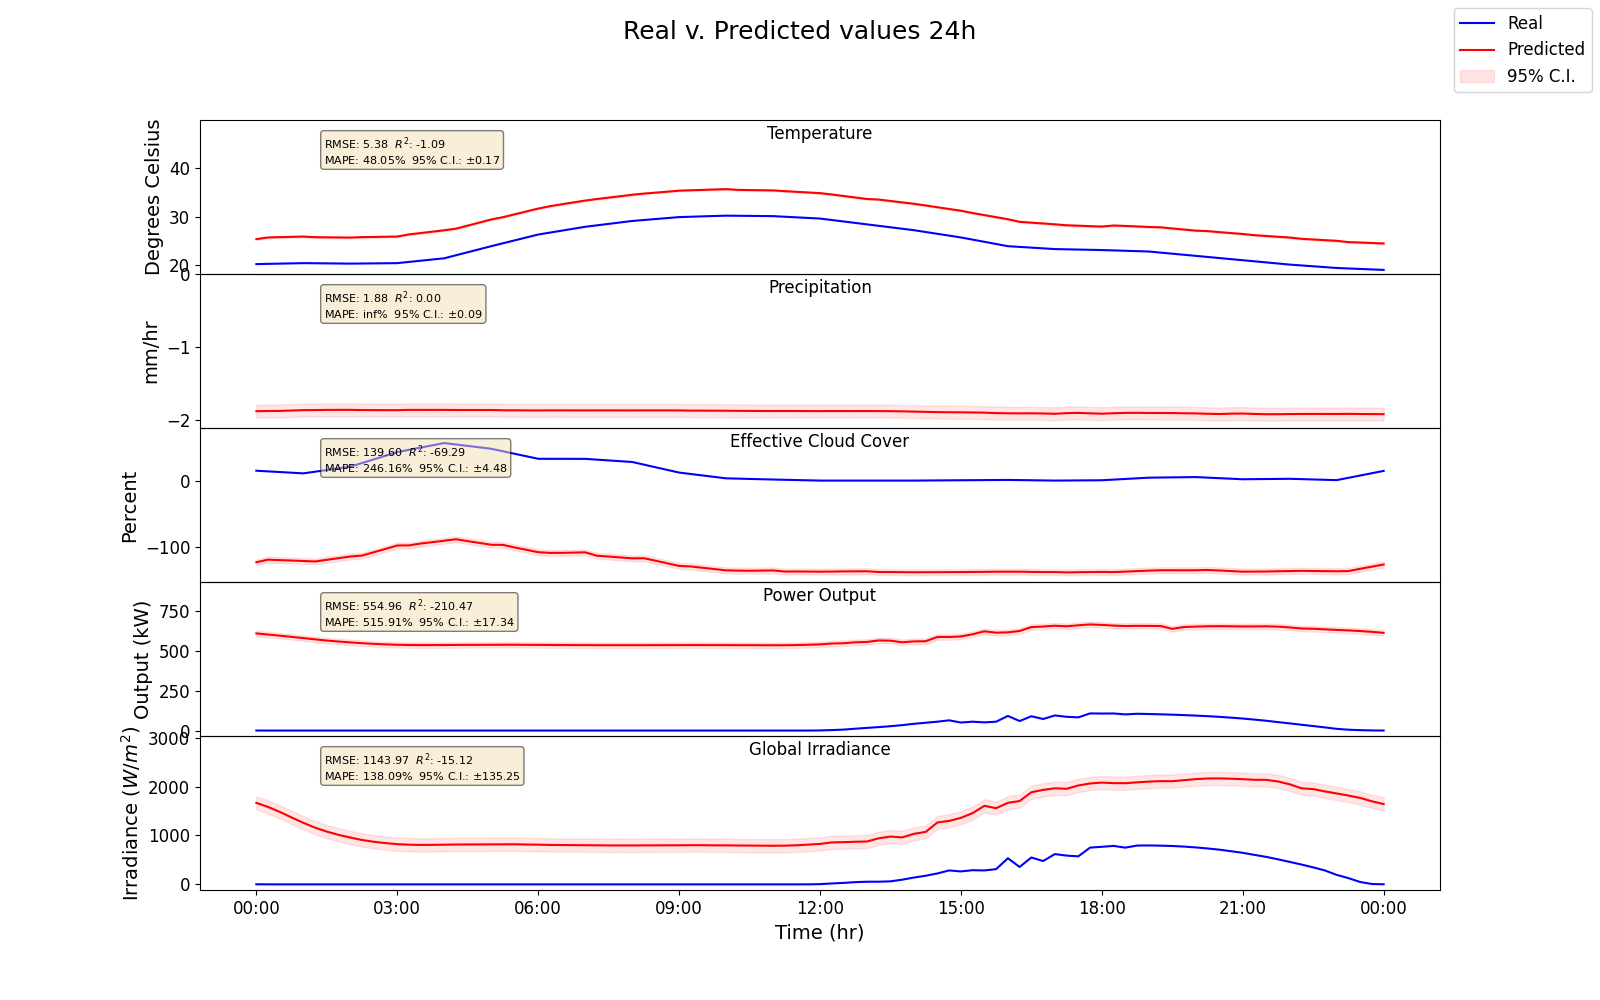 Real v. Predicted values 24h
Real
Predicted
95% C.I.
Temperature
RMSE: 5.38 R²: -1.09
MAPE: 48.05% 95% C.I.: ±0.17
Degrees Celsius
40
30
20
Precipitation
RMSE: 1.88 R²: 0.00
MAPE: inf% 95% C.I.: ±0.09
mm/hr
0
−1
−2
Effective Cloud Cover
RMSE: 139.60 R²: -69.29
MAPE: 246.16% 95% C.I.: ±4.48
Percent
0
−100
Power Output
RMSE: 554.96 R²: -210.47
MAPE: 515.91% 95% C.I.: ±17.34
Output (kW)
750
500
250
0
Global Irradiance
RMSE: 1143.97 R²: -15.12
MAPE: 138.09% 95% C.I.: ±135.25
Irradiance (W/m²)
3000
2000
1000
0
00:00 03:00 06:00 09:00 12:00 15:00 18:00 21:00 00:00
Time (hr)